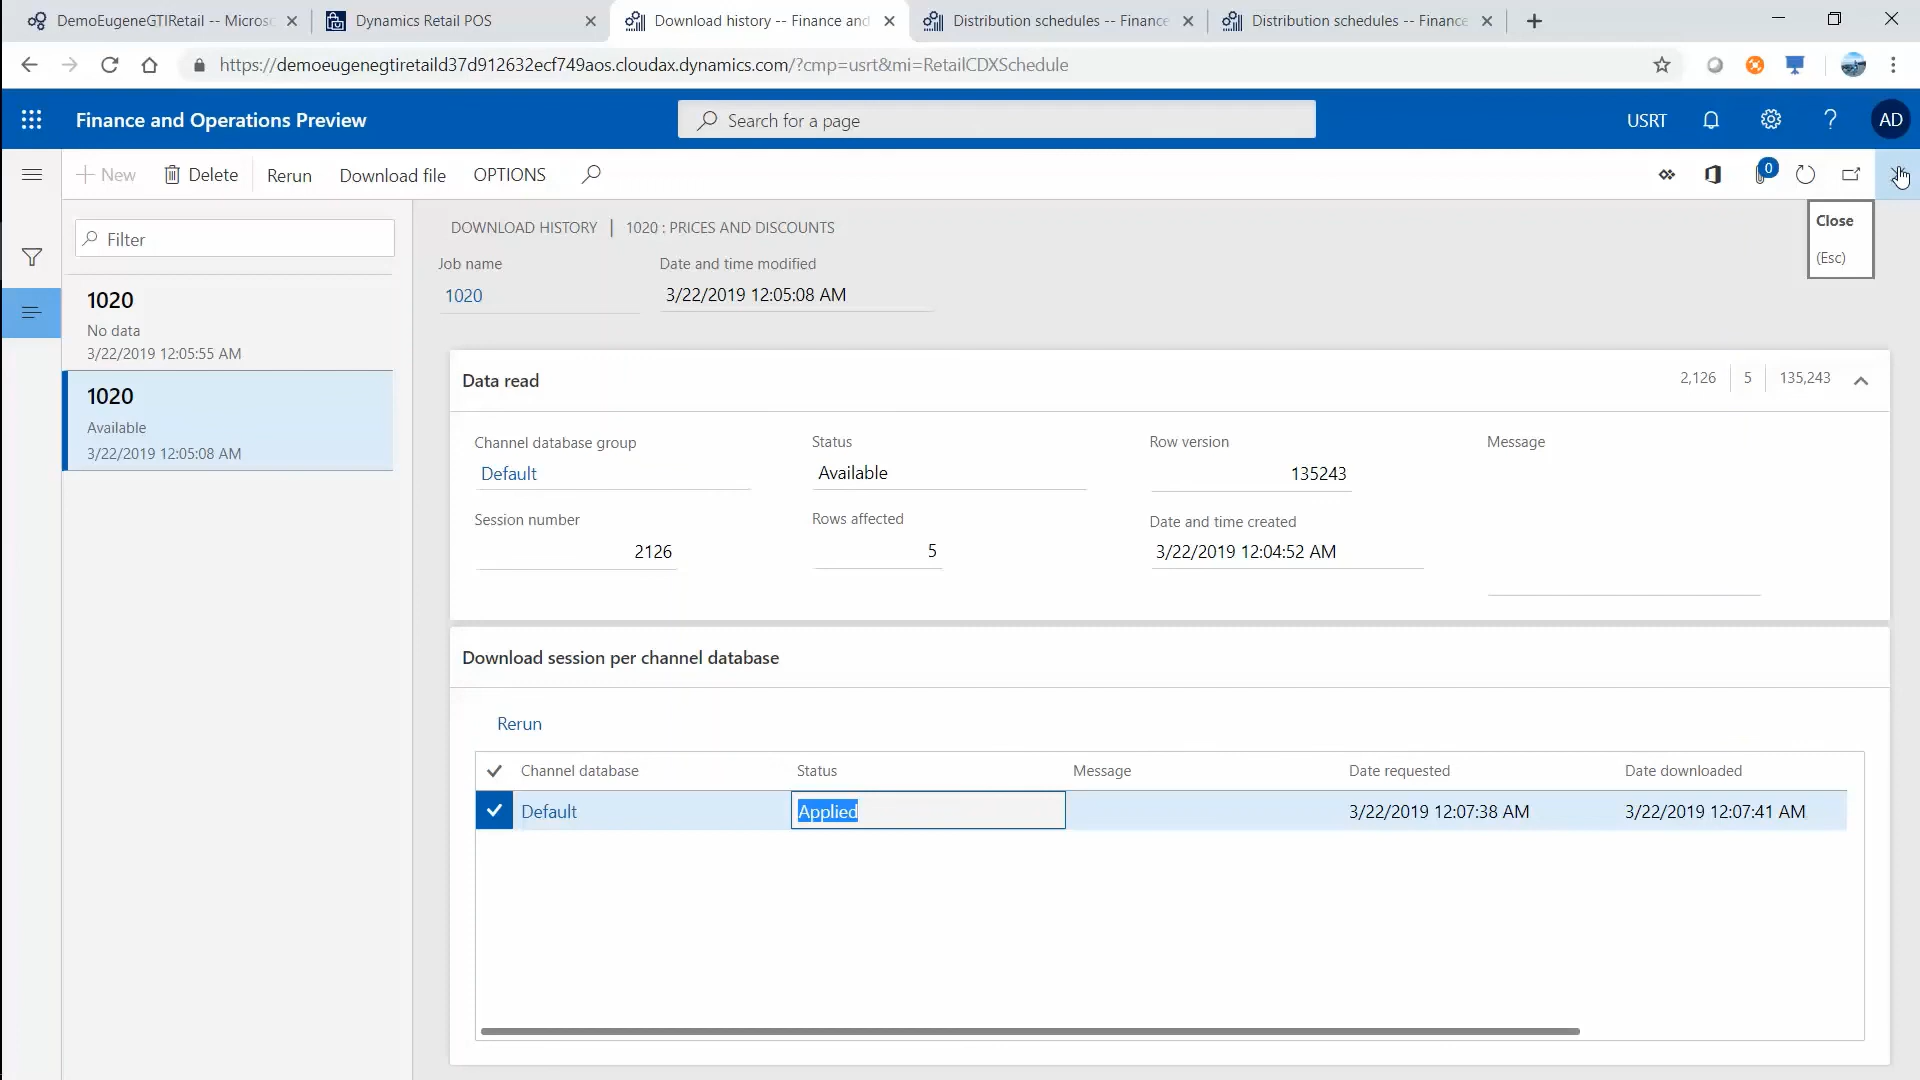 DemoEugeneGTIRetail -- Micros
Dynamics Retail POS
Download history -- Finance and
Distribution schedules -- Finance
Distribution schedules -- Finance
https://demoeugenegtiretaild37d912632ecf749aos.cloudax.dynamics.com/?cmp=usrt&mi=RetailCDXSchedule
Finance and Operations Preview
Search for a page
USRT
?
AD
New
Delete
Rerun
Download file
OPTIONS
0
Close
(Esc)
Filter
1020
No data
3/22/2019 12:05:55 AM
1020
Available
3/22/2019 12:05:08 AM
DOWNLOAD HISTORY | 1020 : PRICES AND DISCOUNTS
Job name
Date and time modified
1020
3/22/2019 12:05:08 AM
Data read
2,126
5
135,243
Channel database group
Status
Row version
Message
Default
Available
135243
Session number
Rows affected
Date and time created
2126
5
3/22/2019 12:04:52 AM
Download session per channel database
Rerun
Channel database
Status
Message
Date requested
Date downloaded
Default
Applied
3/22/2019 12:07:38 AM
3/22/2019 12:07:41 AM